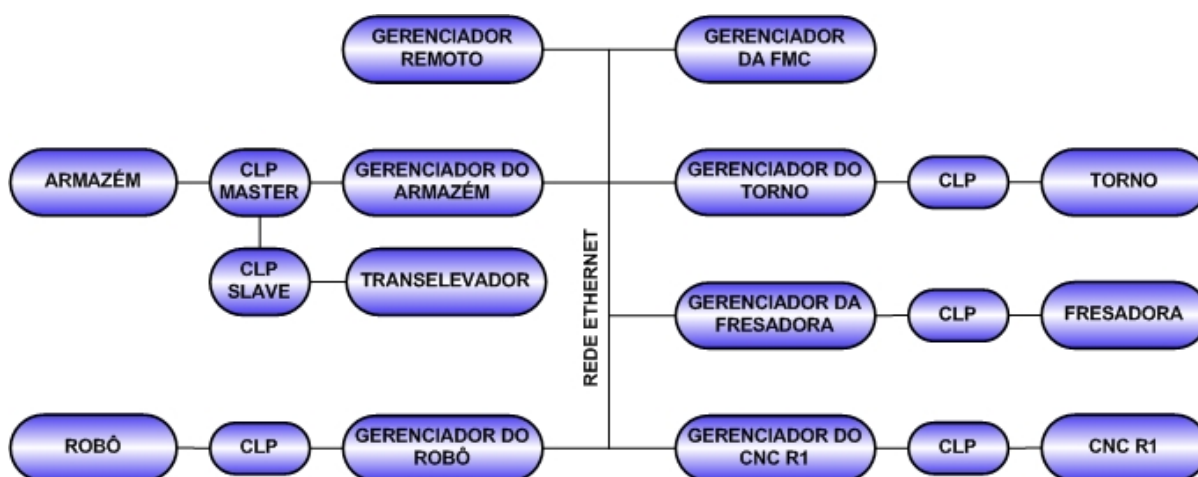 GERENCIADOR
REMOTO
GERENCIADOR
DA FMC
ARMAZÉM
CLP
MASTER
GERENCIADOR DO
ARMAZÉM
GERENCIADOR DO
TORNO
CLP
TORNO
CLP
SLAVE
TRANSELEVADOR
REDE ETHERNET
GERENCIADOR DA
FRESADORA
CLP
FRESADORA
ROBÔ
CLP
GERENCIADOR DO
ROBÔ
GERENCIADOR DO
CNC R1
CLP
CNC R1